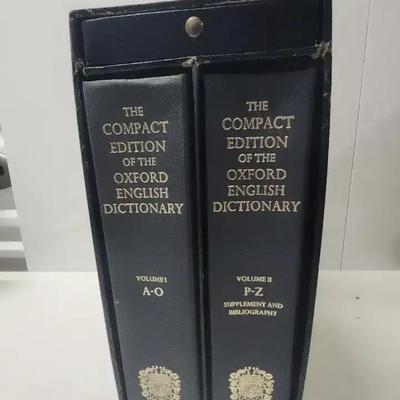 THE
COMPACT
EDITION
OF THE
OXFORD
ENGLISH
DICTIONARY
VOLUME I
A-O
THE
COMPACT
EDITION
OF THE
OXFORD
ENGLISH
DICTIONARY
VOLUME II
P-Z
SUPPLEMENT AND
BIBLIOGRAPHY